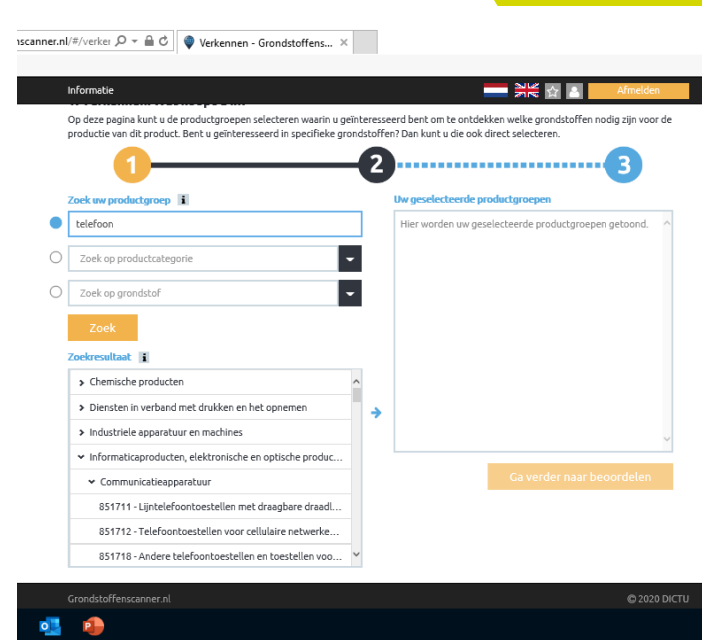 nscanner.nl/#/verker
Verkennen - Grondstoffens...
Informatie
Afmelden
Op deze pagina kunt u de productgroepen selecteren waarin u geïnteresseerd bent om te ontdekken welke grondstoffen nodig zijn voor de
productie van dit product. Bent u geïnteresseerd in specifieke grondstoffen? Dan kunt u die ook direct selecteren.
1
2
3
Zoek uw productgroep i
telefoon
Zoek op productcategorie
Zoek op grondstof
Zoek
Zoekresultaat i
Chemische producten
Diensten in verband met drukken en het opnemen
Industriele apparatuur en machines
Informaticaproducten, elektronische en optische produc...
Communicatieapparatuur
851711 - Lijntelefoontoestellen met draagbare draadl...
851712 - Telefoontoestellen voor cellulaire netwerke...
851718 - Andere telefoontoestellen en toestellen voo...
Uw geselecteerde productgroepen
Hier worden uw geselecteerde productgroepen getoond.
Ga verder naar beoordelen
Grondstoffenscanner.nl
© 2020 DICTU